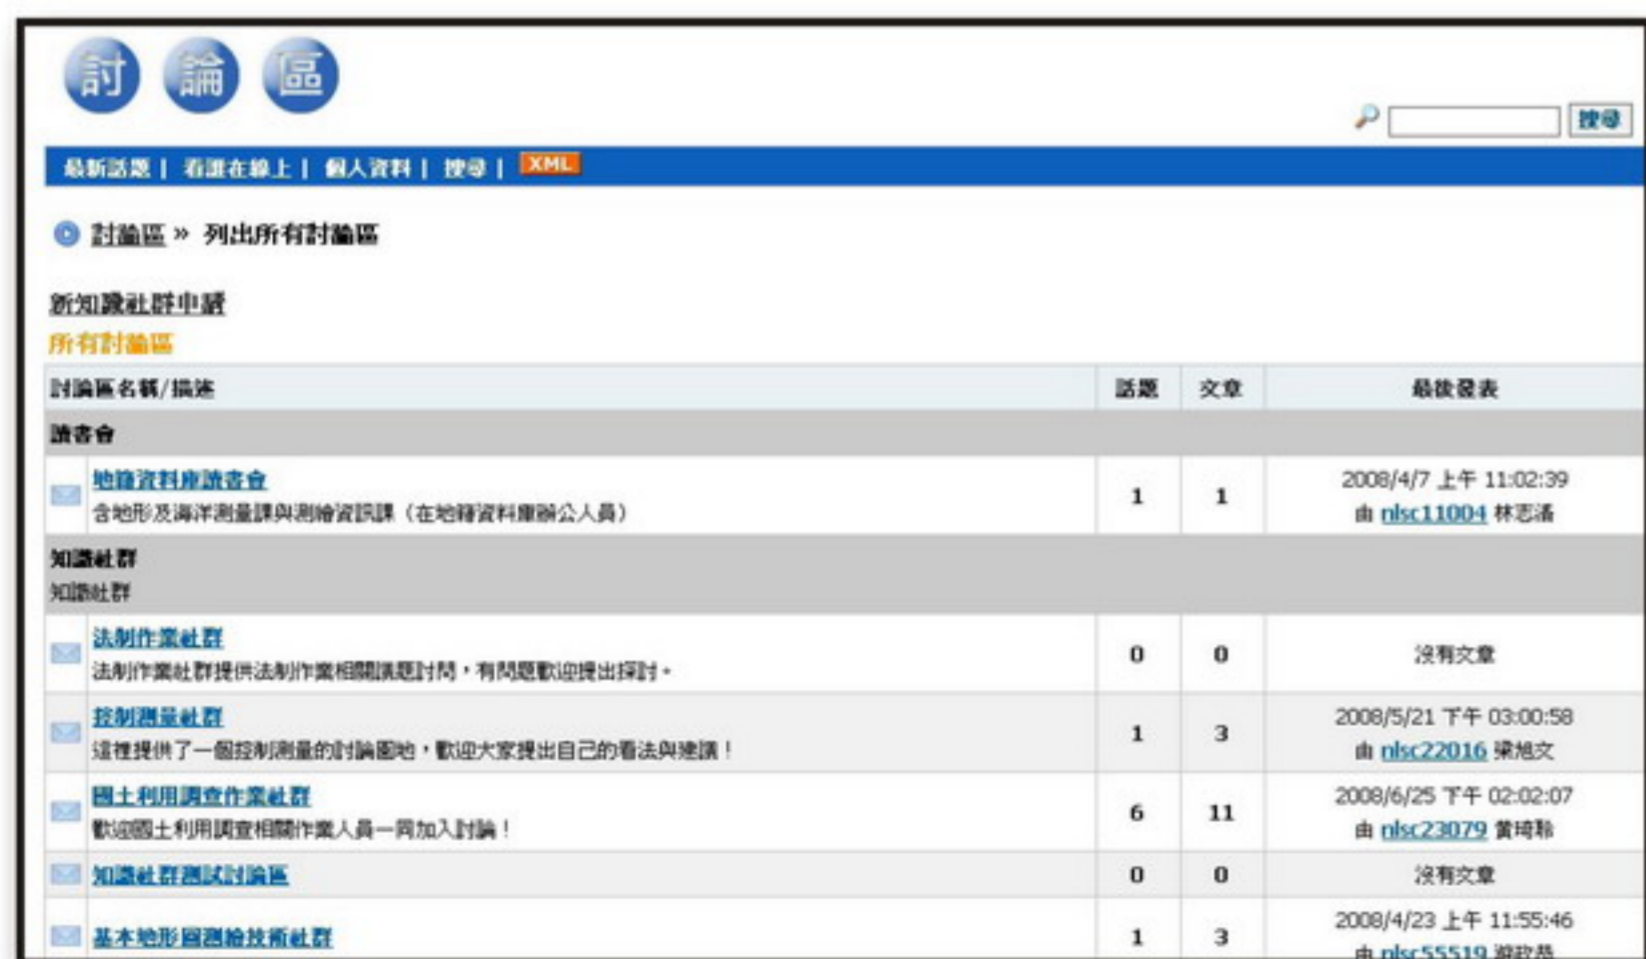 討論區
搜尋
最新話題 | 看誰在線上 | 個人資料 | 搜尋 | XML
討論區 » 列出所有討論區
新知識社群申請
所有討論區
討論區名稱/描述 話題 文章 最後發表
讀書會
地籍資料庫讀書會 1 1 2008/4/7 上午 11:02:39
含地形及海洋測量課與測繪資訊課（在地籍資料庫辦公人員） 由 nlsc11004 林志
知識社群
知識社群
法制作業社群 0 0 沒有文章
法制作業社群提供法制作業相關議題討問，有問題歡迎提出探討。
控制測量社群 1 3 2008/5/21 下午 03:00:58
這裡提供了一個控制測量的討論園地，歡迎大家提出自己的看法與建議！ 由 nlsc22016 梁旭文
國土利用調查作業社群 6 11 2008/6/25 下午 02:02:07
歡迎國土利用調查相關作業人員一同加入討論！ 由 nlsc23079 黃琦聆
知識社群測試討論區 0 0 沒有文章
基本地形圖測繪技術社群 1 3 2008/4/23 上午 11:55:46
由 nlsc55519